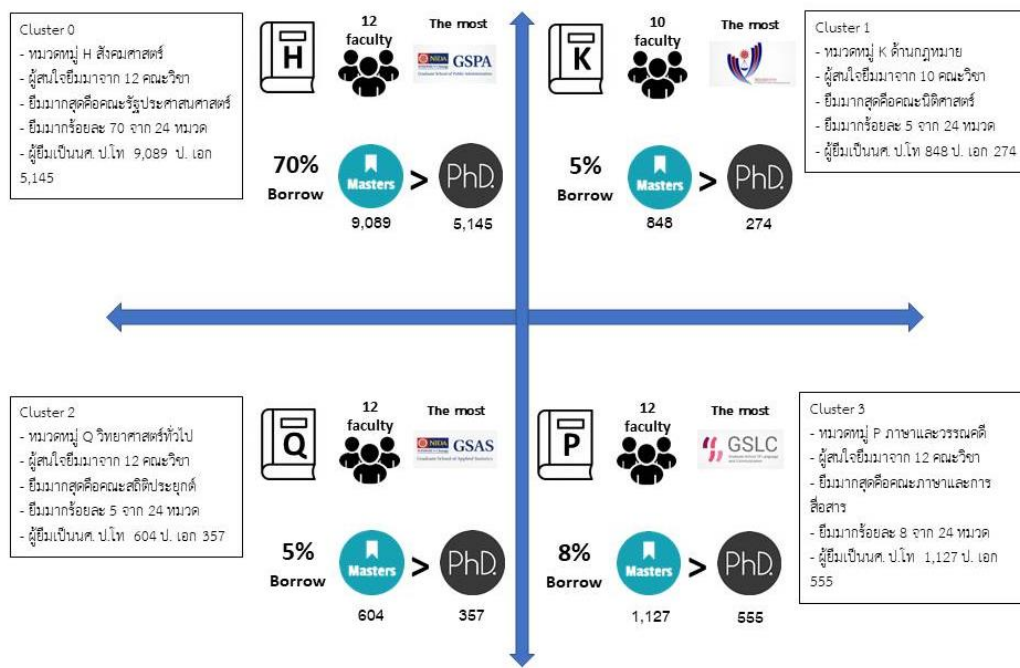 Cluster 0
- หมวดหมู่ H สังคมศาสตร์
- ผู้สนใจยืมมาจาก 12 คณะวิชา
- ยืมมากสุดคือคณะรัฐประศาสนศาสตร์
- ยืมมากร้อยละ 70 จาก 24 หมวด
- ผู้ยืมเป็นนศ. ป.โท 9,089 ป. เอก
5,145
H
12
faculty
The most
NIDA GSPA
Graduate School of Public Administration
70%
Borrow
Masters
>
PhD.
9,089
5,145
K
10
faculty
The most
5%
Borrow
Masters
>
PhD.
848
274
Cluster 1
- หมวดหมู่ K ด้านกฎหมาย
- ผู้สนใจยืมมาจาก 10 คณะวิชา
- ยืมมากสุดคือคณะนิติศาสตร์
- ยืมมากร้อยละ 5 จาก 24 หมวด
- ผู้ยืมเป็นนศ. ป.โท 848 ป. เอก 274
Cluster 2
- หมวดหมู่ Q วิทยาศาสตร์ทั่วไป
- ผู้สนใจยืมมาจาก 12 คณะวิชา
- ยืมมากสุดคือคณะสถิติประยุกต์
- ยืมมากร้อยละ 5 จาก 24 หมวด
- ผู้ยืมเป็นนศ. ป.โท 604 ป. เอก 357
Q
12
faculty
The most
NIDA GSAS
Graduate School of Applied Statistics
5%
Borrow
Masters
>
PhD.
604
357
P
12
faculty
The most
GSLC
Graduate School Of Language
and Communication
8%
Borrow
Masters
>
PhD.
1,127
555
Cluster 3
- หมวดหมู่ P ภาษาและวรรณคดี
- ผู้สนใจยืมมาจาก 12 คณะวิชา
- ยืมมากสุดคือคณะภาษาและการ
สื่อสาร
- ยืมมากร้อยละ 8 จาก 24 หมวด
- ผู้ยืมเป็นนศ. ป.โท 1,127 ป. เอก
555